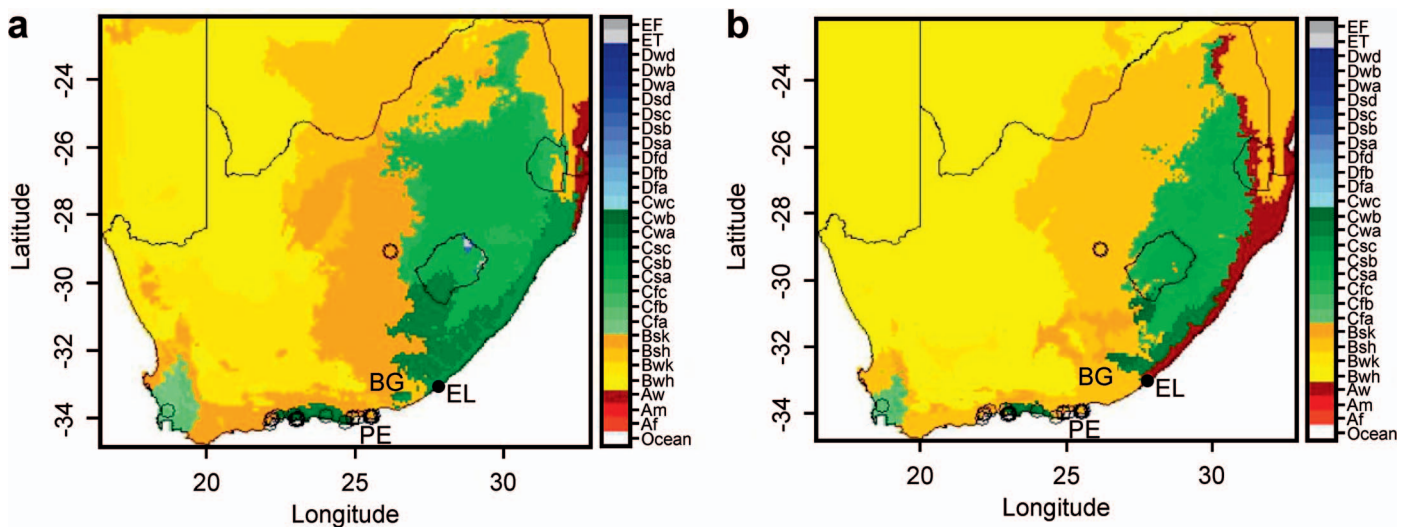 a
Latitude
-24
-26
-28
-30
-32
-34
20
25
30
Longitude
BG
EL
PE
EF
ET
Dwd
Dwb
Dwa
Dsd
Dsc
Dsb
Dsa
Dfd
Dfb
Dfa
Cwc
Cwb
Cwa
Csc
Csb
Csa
Cfc
Cfb
Cfa
Bsk
Bsh
Bwk
Bwh
Aw
Am
Af
Ocean
b
Latitude
-24
-26
-28
-30
-32
-34
20
25
30
Longitude
BG
EL
PE
EF
ET
Dwd
Dwb
Dwa
Dsd
Dsc
Dsb
Dsa
Dfd
Dfb
Dfa
Cwc
Cwb
Cwa
Csc
Csb
Csa
Cfc
Cfb
Cfa
Bsk
Bsh
Bwk
Bwh
Aw
Am
Af
Ocean